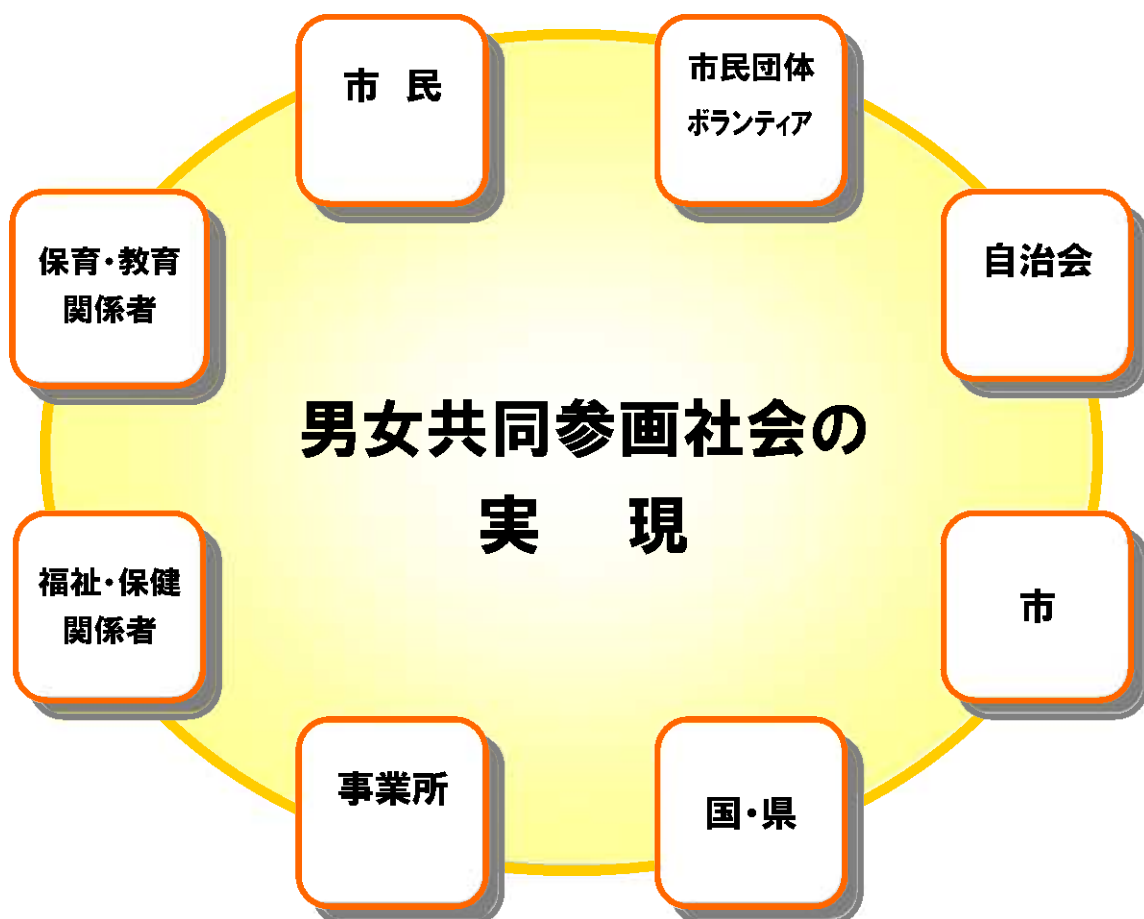 市 民
市民団体
ボランティア
保育・教育
関係者
自治会
男女共同参画社会の
実 現
福祉・保健
関係者
市
事業所
国・県